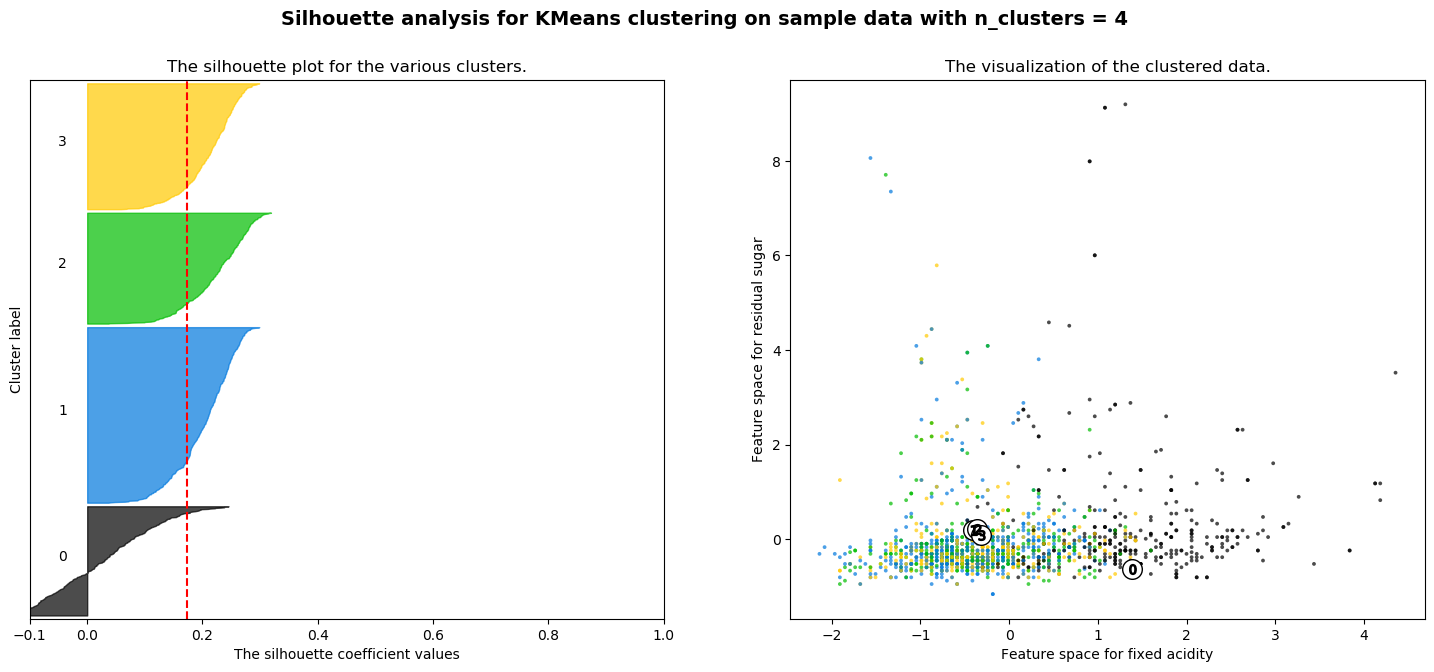 Silhouette analysis for KMeans clustering on sample data with n_clusters = 4
The silhouette plot for the various clusters.
3
2
1
0
Cluster label
−0.1 0.0 0.2 0.4 0.6 0.8 1.0
The silhouette coefficient values
The visualization of the clustered data.
8
6
4
2
0
Feature space for residual sugar
3
0
−2 −1 0 1 2 3 4
Feature space for fixed acidity